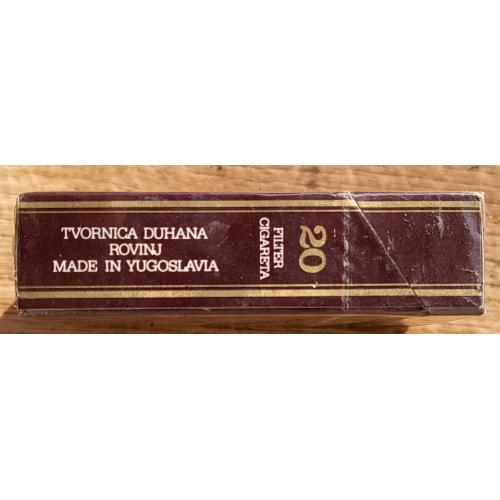 TVORNICA DUHANA
ROVINJ
MADE IN YUGOSLAVIA
20
FILTER
CIGARETA